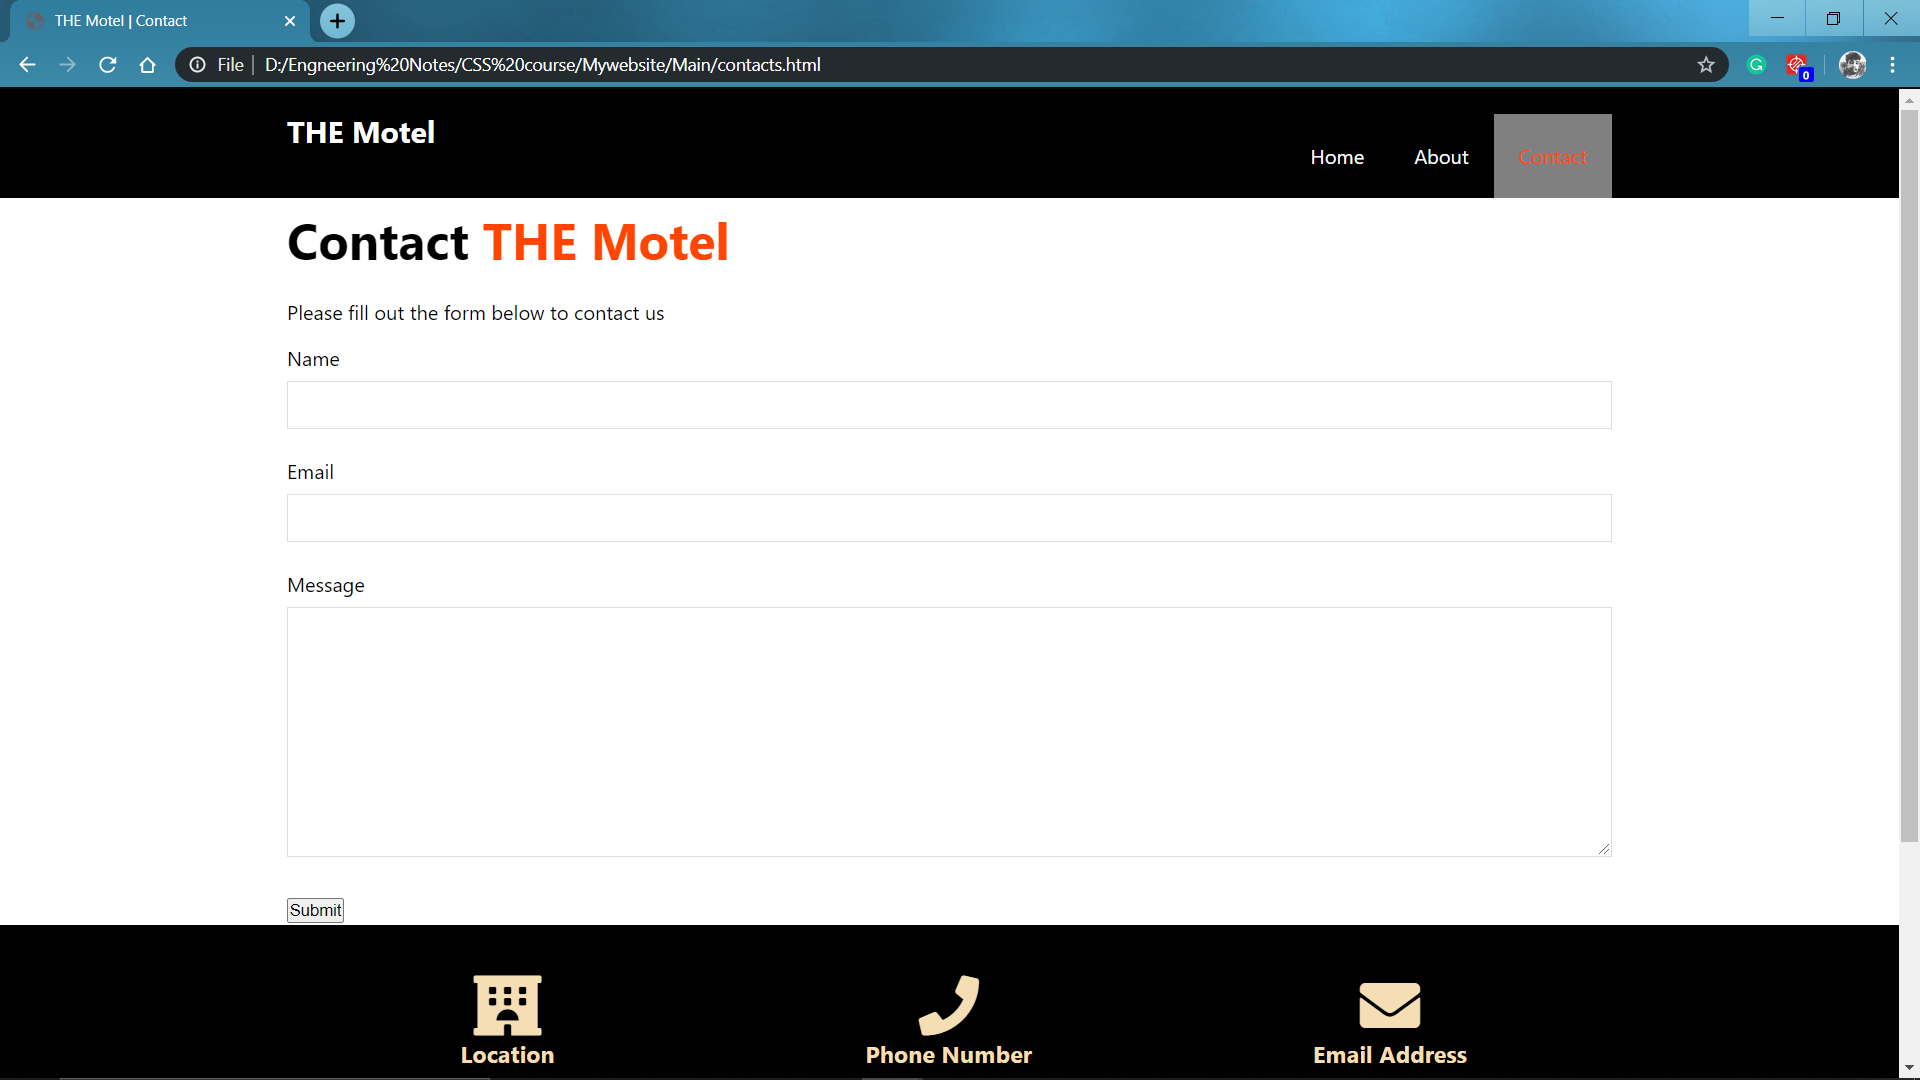 THE Motel | Contact
File
D:/Engneering%20Notes/CSS%20course/Mywebsite/Main/contacts.html
0
THE Motel
Home About Contact
Contact THE Motel
Please fill out the form below to contact us
Name
Email
Message
Submit
Location Phone Number Email Address